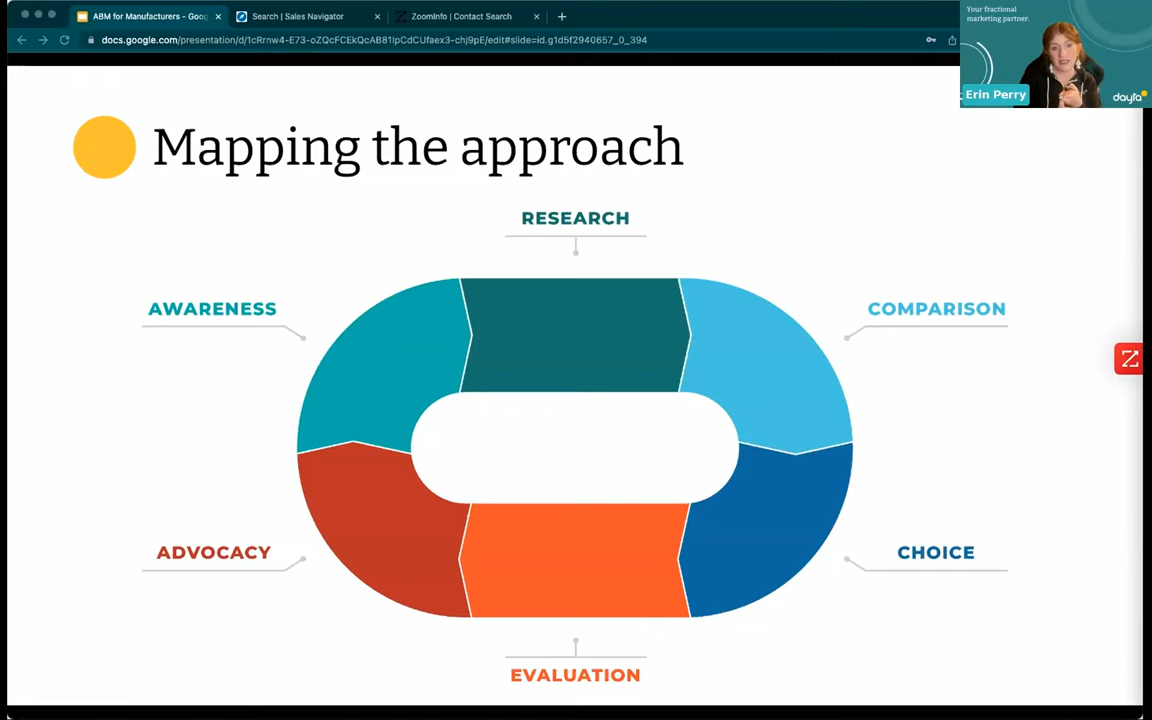 ABM for Manufacturers - Goog
Search | Sales Navigator
ZoomInfo | Contact Search
docs.google.com/presentation/d/1cRrnw4-E73-oZQcFCEkQcAB81lpCdCUfaex3-chj9pE/edit#slide=id.g1d5f2940657_0_394
Your fractional
marketing partner.
Erin Perry
dayta
Mapping the approach
RESEARCH
AWARENESS
COMPARISON
ADVOCACY
CHOICE
EVALUATION